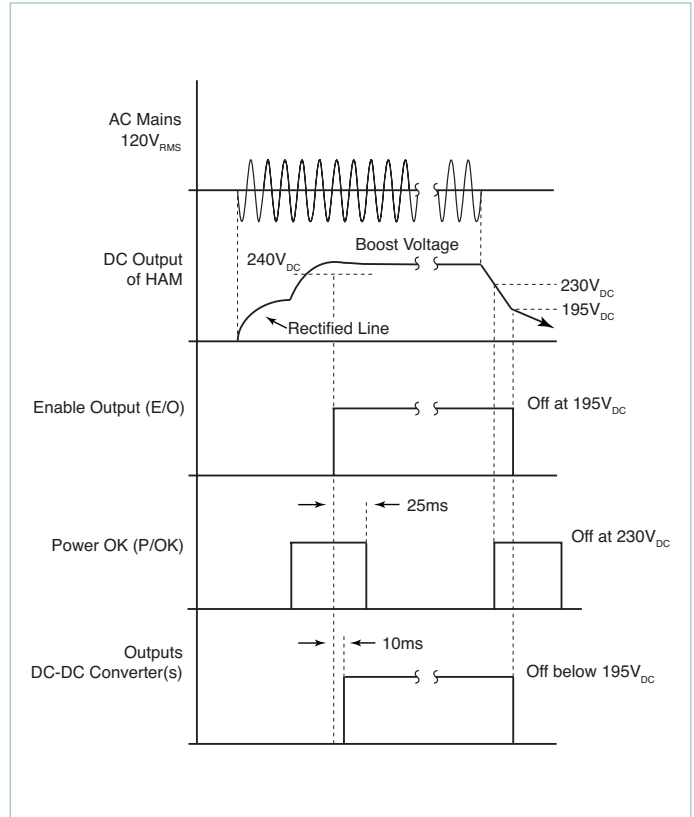 AC Mains
120V_RMS
DC Output
of HAM
240V_DC
Boost Voltage
230V_DC
195V_DC
Rectified Line
Enable Output (E/O)
Off at 195V_DC
25ms
Power OK (P/OK)
Off at 230V_DC
10ms
Outputs
DC-DC Converter(s)
Off below 195V_DC